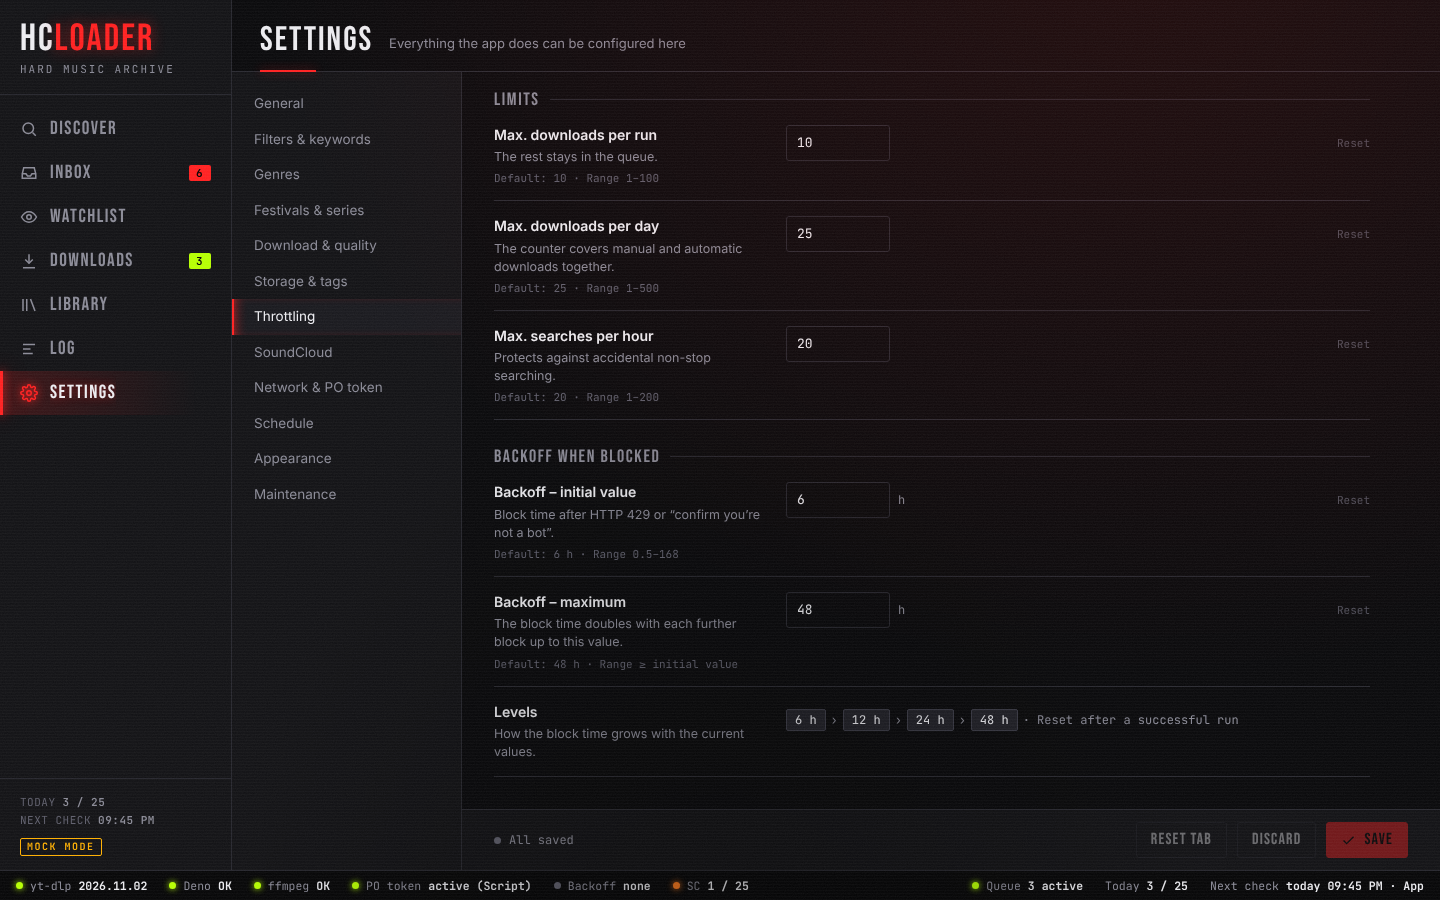 HCLOADER
HARD MUSIC ARCHIVE
DISCOVER
INBOX 6
WATCHLIST
DOWNLOADS 3
LIBRARY
LOG
SETTINGS
TODAY 3 / 25
NEXT CHECK 09:45 PM
MOCK MODE
SETTINGS Everything the app does can be configured here
General
Filters & keywords
Genres
Festivals & series
Download & quality
Storage & tags
Throttling
SoundCloud
Network & PO token
Schedule
Appearance
Maintenance
LIMITS
Max. downloads per run
The rest stays in the queue.
Default: 10 · Range 1–100
10
Reset
Max. downloads per day
The counter covers manual and automatic
downloads together.
Default: 25 · Range 1–500
25
Reset
Max. searches per hour
Protects against accidental non-stop
searching.
Default: 20 · Range 1–200
20
Reset
BACKOFF WHEN BLOCKED
Backoff – initial value
Block time after HTTP 429 or “confirm you’re
not a bot”.
Default: 6 h · Range 0.5–168
6 h
Reset
Backoff – maximum
The block time doubles with each further
block up to this value.
Default: 48 h · Range ≥ initial value
48 h
Reset
Levels
How the block time grows with the current
values.
6 h › 12 h › 24 h › 48 h · Reset after a successful run
All saved
RESET TAB
DISCARD
SAVE
yt-dlp 2026.11.02 Deno OK ffmpeg OK PO token active (Script) Backoff none SC 1 / 25 Queue 3 active Today 3 / 25 Next check today 09:45 PM · App